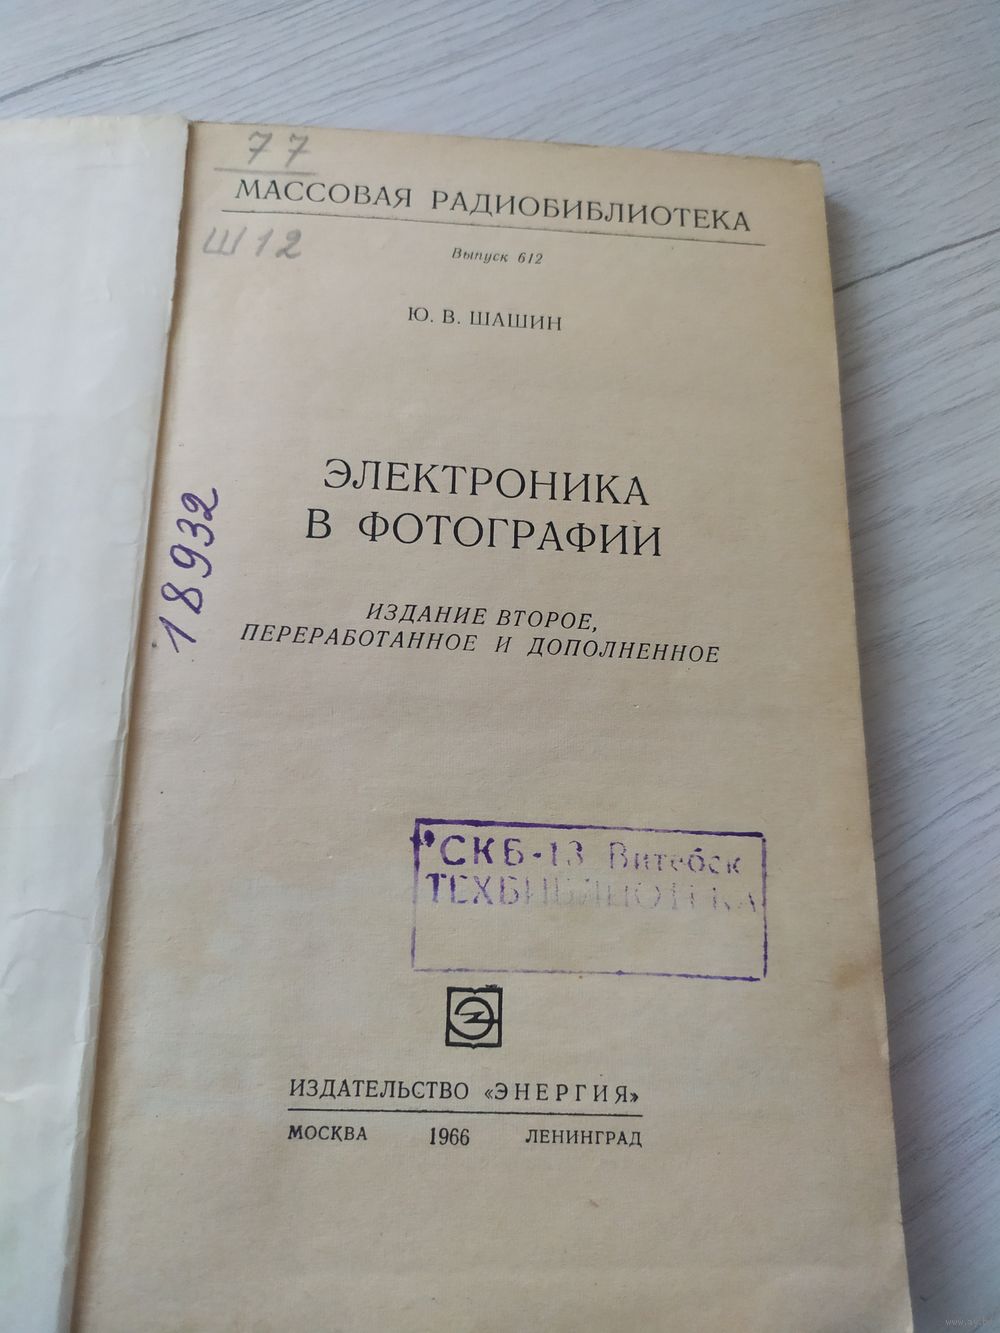 77
МАССОВАЯ РАДИОБИБЛИОТЕКА
Ш12
Выпуск 612
Ю. В. ШАШИН
ЭЛЕКТРОНИКА
В ФОТОГРАФИИ
18932
ИЗДАНИЕ ВТОРОЕ,
ПЕРЕРАБОТАННОЕ И ДОПОЛНЕННОЕ
СКБ-13 Витебск
ТЕХБИБЛИОТЕКА
ИЗДАТЕЛЬСТВО «ЭНЕРГИЯ»
МОСКВА 1966 ЛЕНИНГРАД